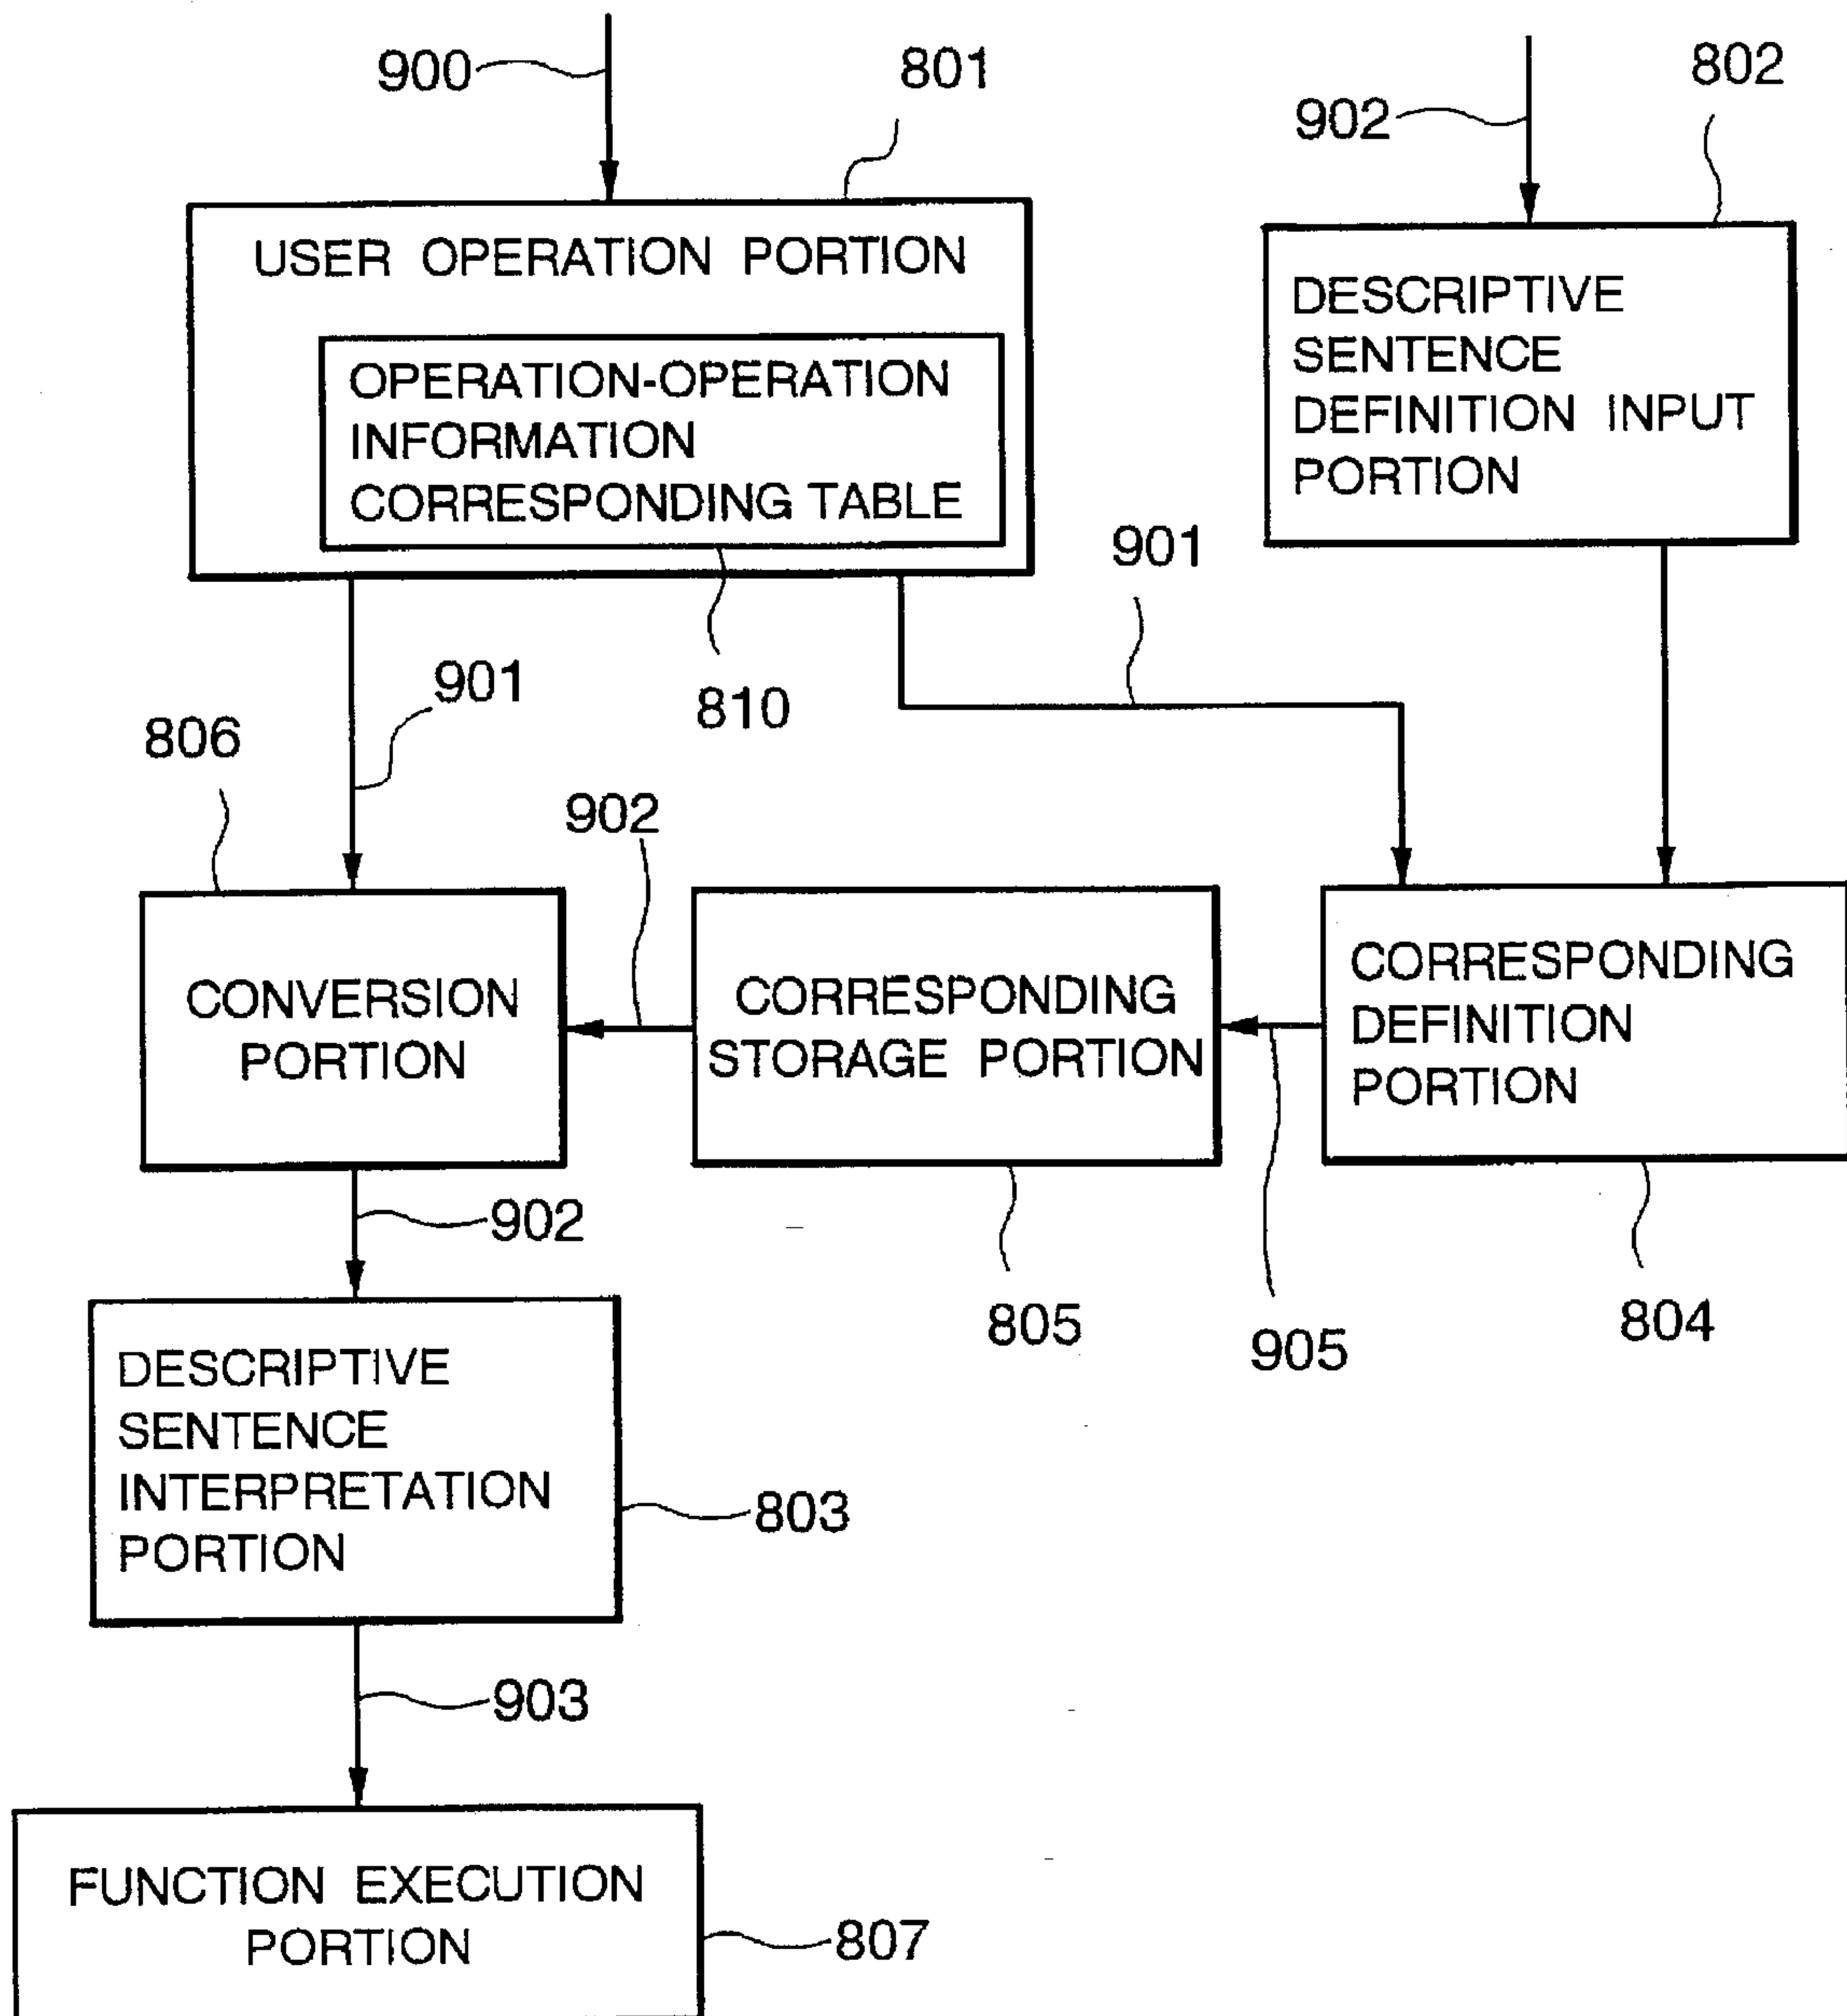 900
801
902
802
USER OPERATION PORTION
OPERATION-OPERATION
INFORMATION
CORRESPONDING TABLE
DESCRIPTIVE
SENTENCE
DEFINITION INPUT
PORTION
901
901
810
806
902
CONVERSION
PORTION
CORRESPONDING
STORAGE PORTION
CORRESPONDING
DEFINITION
PORTION
902
805
905
804
DESCRIPTIVE
SENTENCE
INTERPRETATION
PORTION
803
903
FUNCTION EXECUTION
PORTION
807